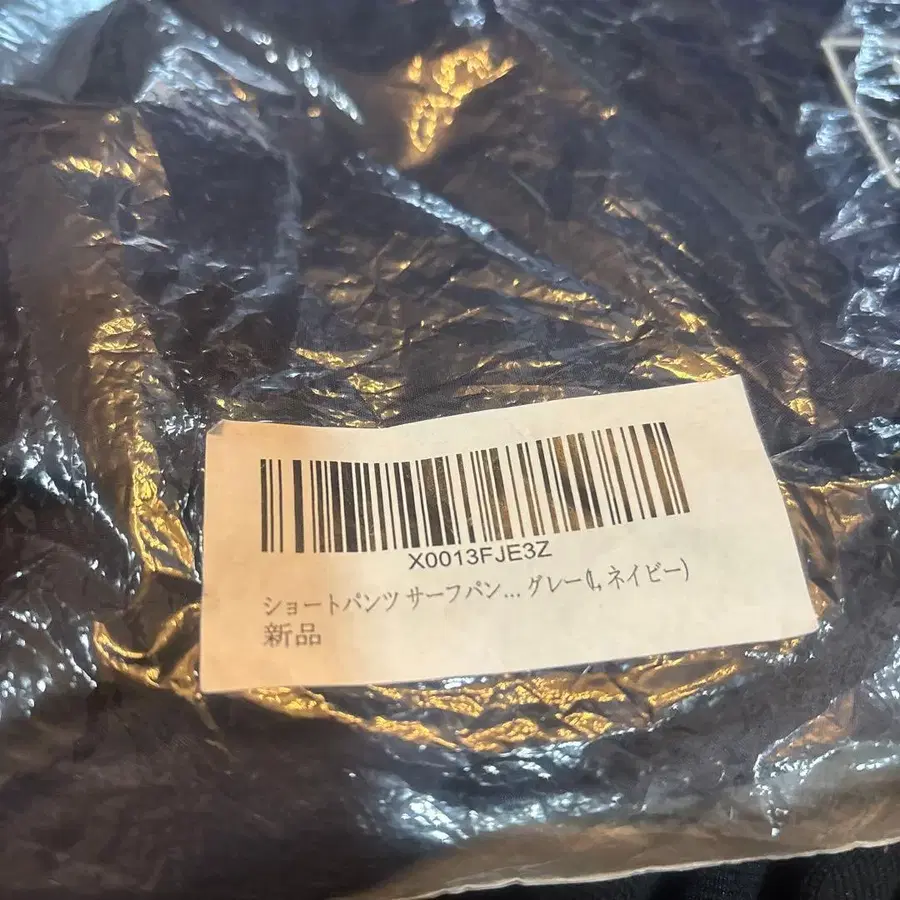 X0013FJE3Z
ショートパンツ サーフパン... グレー(L, ネイビー)
新品